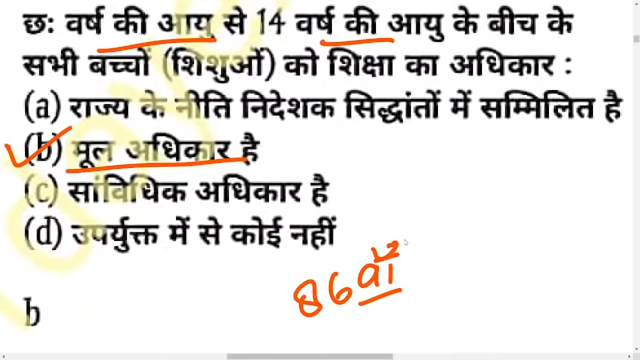 छः वर्ष की आयु से 14 वर्ष की आयु के बीच के
सभी बच्चों (शिशुओं) को शिक्षा का अधिकार :
(a) राज्य के नीति निदेशक सिद्धांतों में सम्मिलित है
(b) मूल अधिकार है
(c) सांविधिक अधिकार है
(d) उपर्युक्त में से कोई नहीं
86वां
b